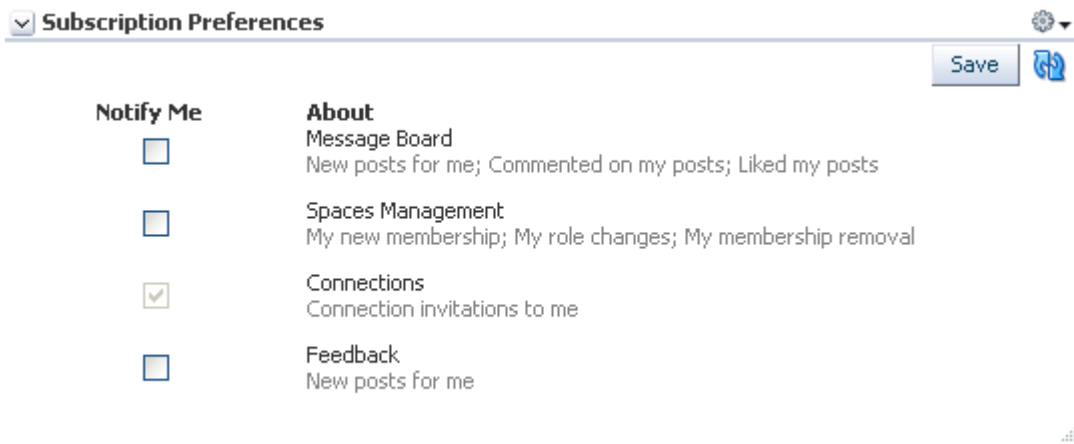 Subscription Preferences
Save
Notify Me About
Message Board
New posts for me; Commented on my posts; Liked my posts
Spaces Management
My new membership; My role changes; My membership removal
Connections
Connection invitations to me
Feedback
New posts for me